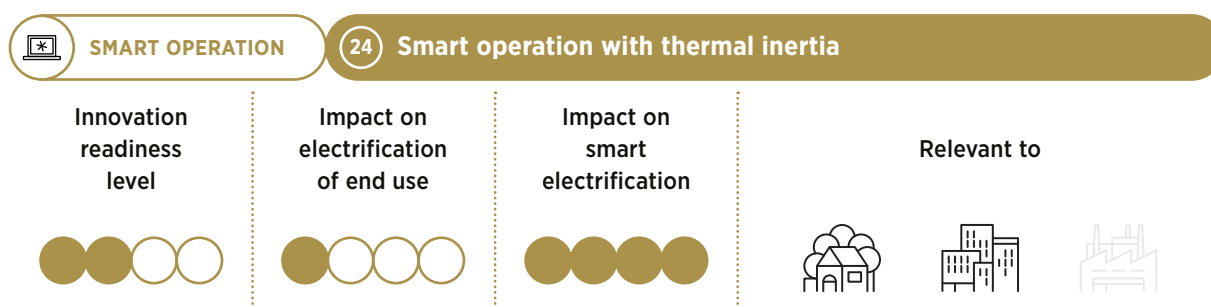 SMART OPERATION
24 Smart operation with thermal inertia
Innovation
readiness
level
Impact on
electrification
of end use
Impact on
smart
electrification
Relevant to